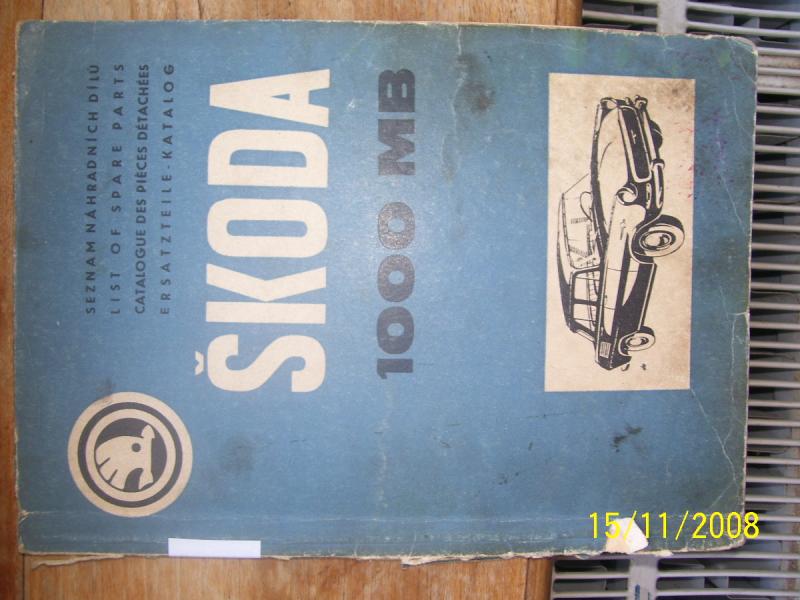 SEZNAM NÁHRADNÍCH DÍLŮ
LIST OF SPARE PARTS
CATALOGUE DES PIÈCES DÉTACHÉES
ERSATZTEILE-KATALOG
ŠKODA
1000 MB
15/11/2008